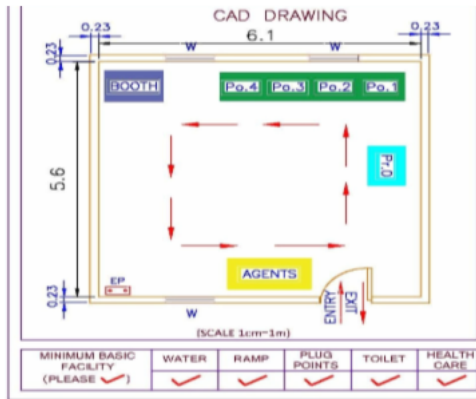 CAD DRAWING
0.23 6.1 0.23
0.23 W W
BOOTH Po.4 Po.3 Po.2 Po.1
5.6
Pr.O
EP AGENTS
0.23
W ENTRY EXIT
(SCALE 1cm=1m)
MINIMUM BASIC FACILITY (PLEASE ✓) WATER RAMP PLUG POINTS TOILET HEALTH CARE
✓ ✓ ✓ ✓ ✓